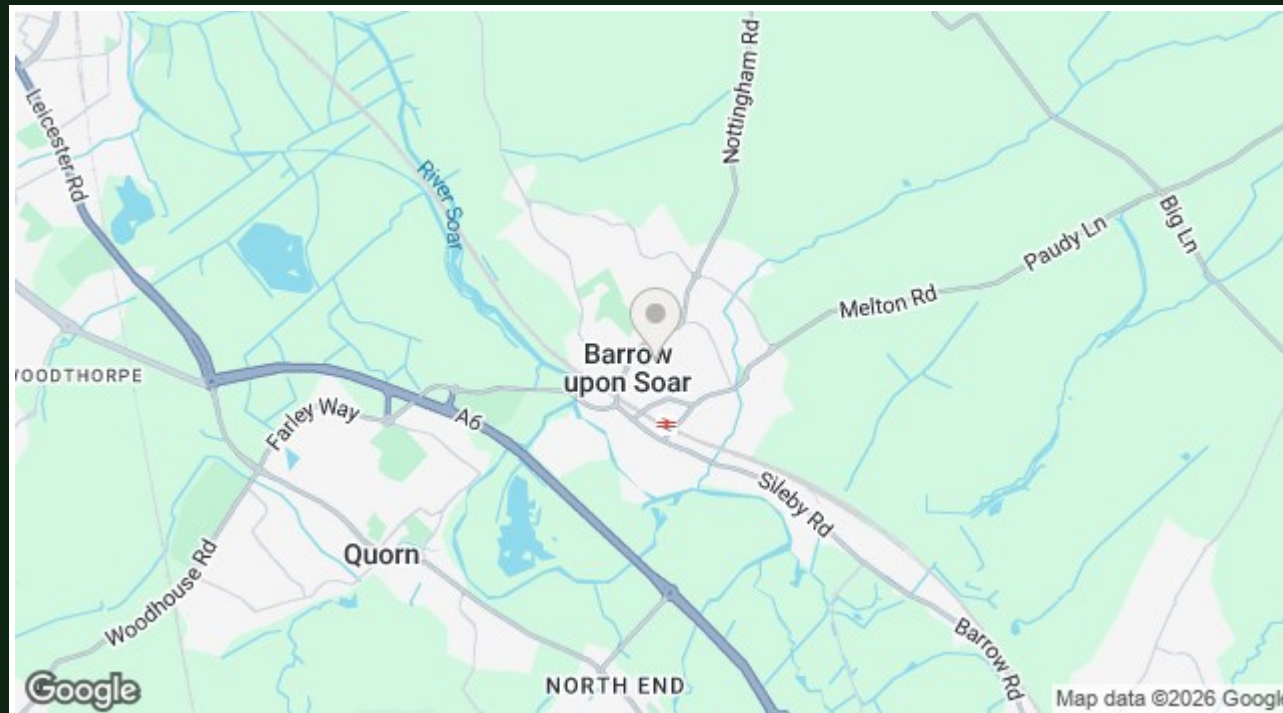 Nottingham Rd
Leicester Rd
River Soar
Big Ln
Paudy Ln
Melton Rd
Barrow
upon Soar
WOODTHORPE
Farley Way
A6
Sileby Rd
Quorn
Woodhouse Rd
Barrow Rd
NORTH END
Google
Map data ©2026 Google